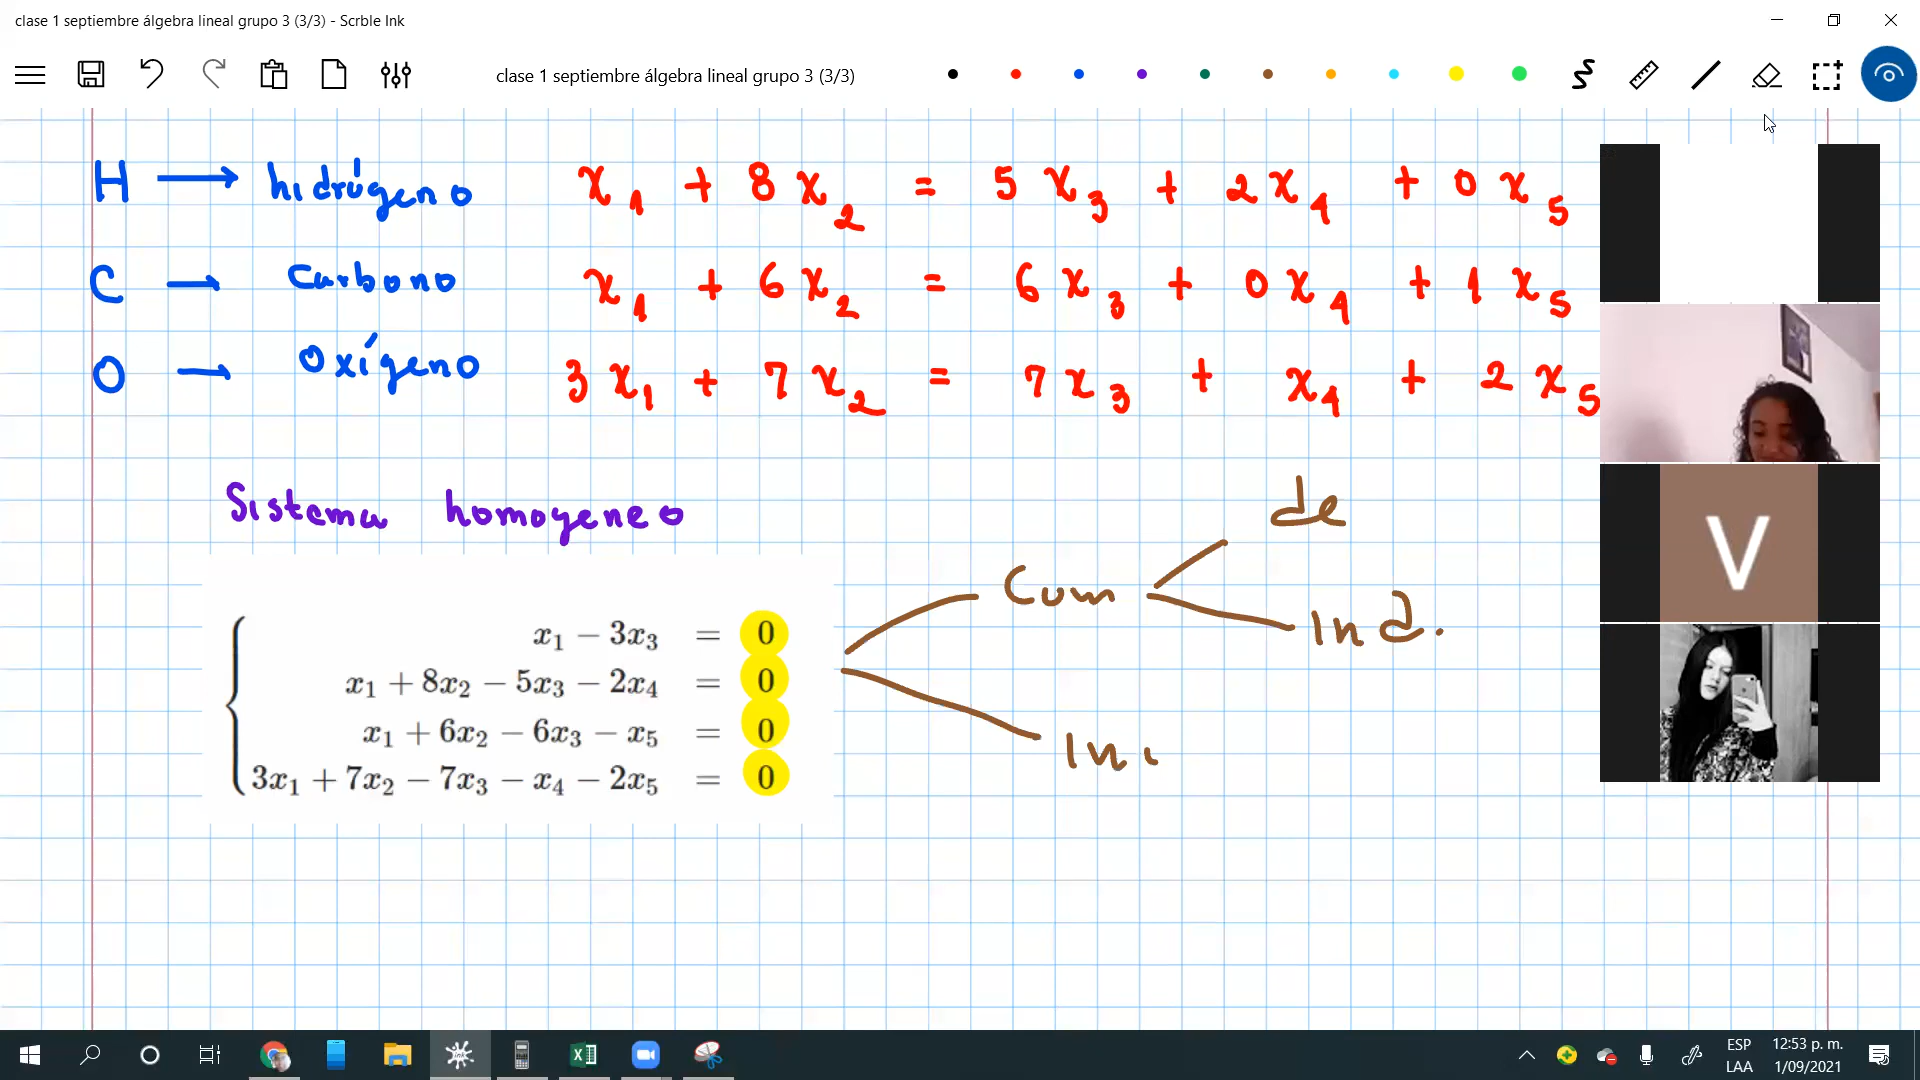 clase 1 septiembre álgebra lineal grupo 3 (3/3) - Scrble Ink
clase 1 septiembre álgebra lineal grupo 3 (3/3)
H → hidrógeno x₁ + 8x₂ = 5x₃ + 2x₄ + 0x₅
C → Carbono x₁ + 6x₂ = 6x₃ + 0x₄ + 1x₅
O → Oxígeno 3x₁ + 7x₂ = 7x₃ + x₄ + 2x₅
Sistema homogeneo
x₁ − 3x₃ = 0
x₁ + 8x₂ − 5x₃ − 2x₄ = 0
x₁ + 6x₂ − 6x₃ − x₅ = 0
3x₁ + 7x₂ − 7x₃ − x₄ − 2x₅ = 0
de
Com
Ind.
V
ESP
LAA
12:53 p. m.
1/09/2021